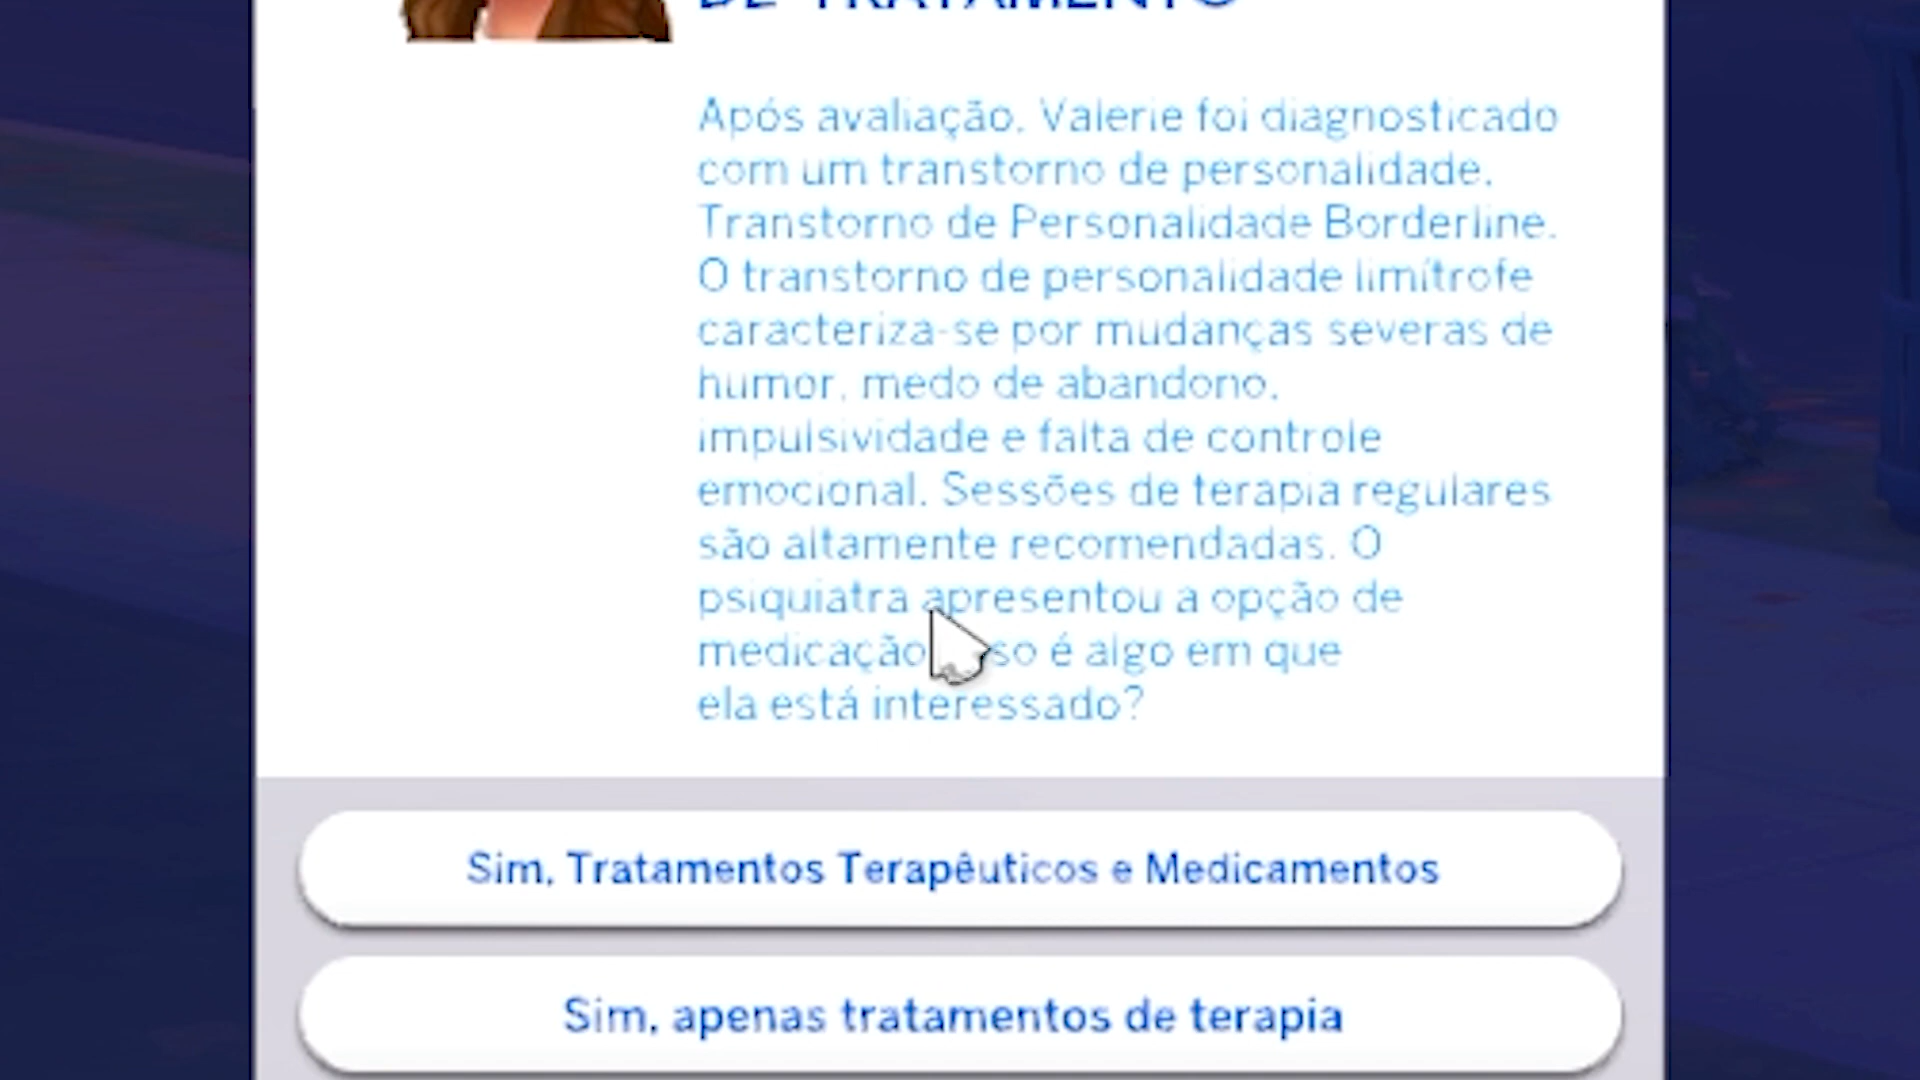 DE TRATAMENTO
Após avaliação, Valerie foi diagnosticado
com um transtorno de personalidade,
Transtorno de Personalidade Borderline.
O transtorno de personalidade limítrofe
caracteriza-se por mudanças severas de
humor, medo de abandono,
impulsividade e falta de controle
emocional. Sessões de terapia regulares
são altamente recomendadas. O
psiquiatra apresentou a opção de
medicação so é algo em que
ela está interessado?
Sim, Tratamentos Terapêuticos e Medicamentos
Sim, apenas tratamentos de terapia